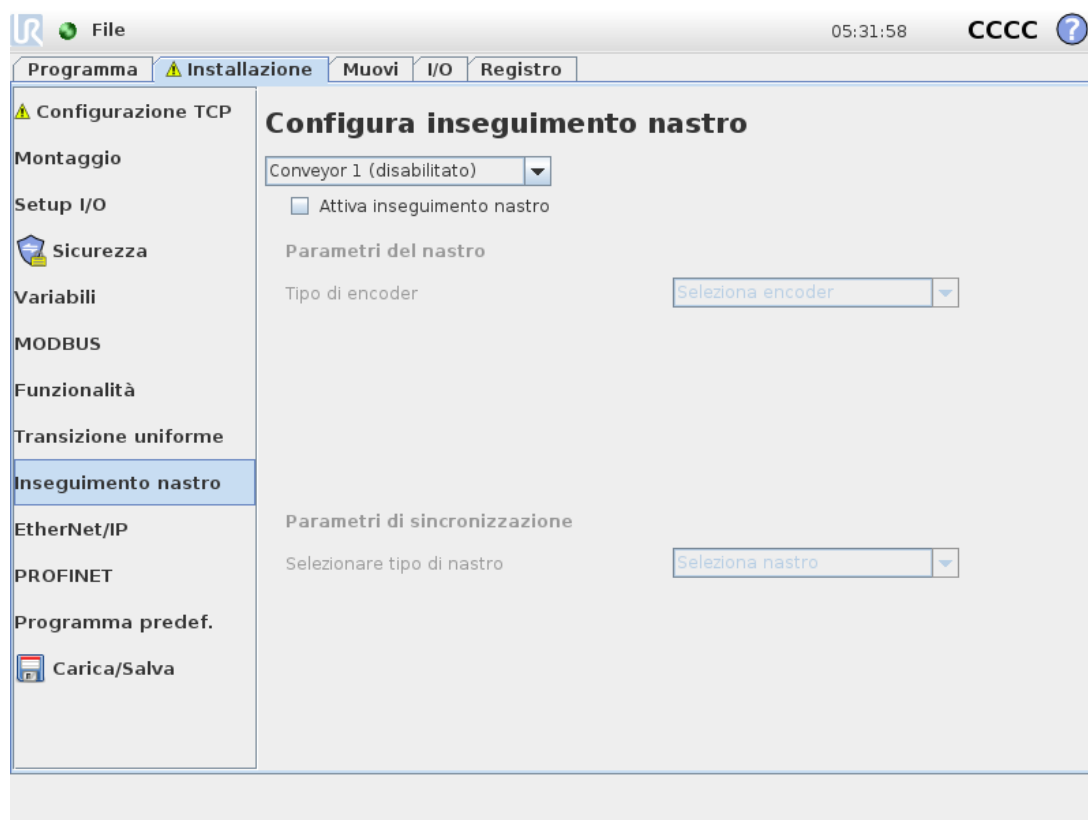 UR File 05:31:58 CCCC ?
Programma Installazione Muovi I/O Registro
Configurazione TCP
Montaggio
Setup I/O
Sicurezza
Variabili
MODBUS
Funzionalità
Transizione uniforme
Inseguimento nastro
EtherNet/IP
PROFINET
Programma predef.
Carica/Salva
Configura inseguimento nastro
Conveyor 1 (disabilitato)
Attiva inseguimento nastro
Parametri del nastro
Tipo di encoder Seleziona encoder
Parametri di sincronizzazione
Selezionare tipo di nastro Seleziona nastro